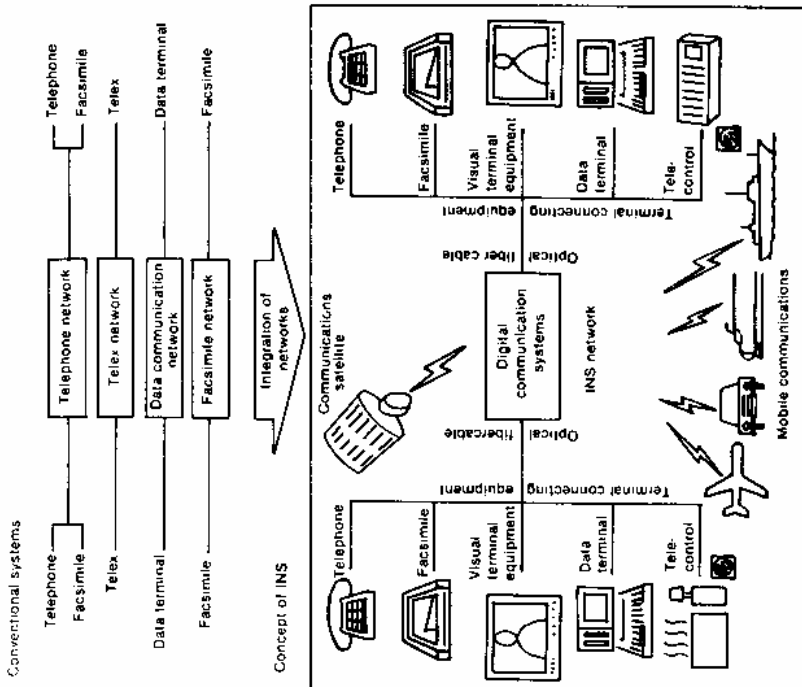 Conventional systems
Telephone
Facsimile
Telephone network
Telephone
Facsimile
Telex
Telex network
Telex
Data terminal
Data communication
network
Data terminal
Facsimile
Facsimile network
Facsimile
Concept of INS
Integration of
networks
Telephone
Facsimile
Visual
terminal
equipment
Data
terminal
Tele-
control
Terminal connecting
equipment
Optical
fibercable
Communications
satellite
Digital
communication
systems
INS network
Optical
fiber cable
Terminal connecting
equipment
Telephone
Facsimile
Visual
terminal
equipment
Data
terminal
Tele-
control
Mobile communications